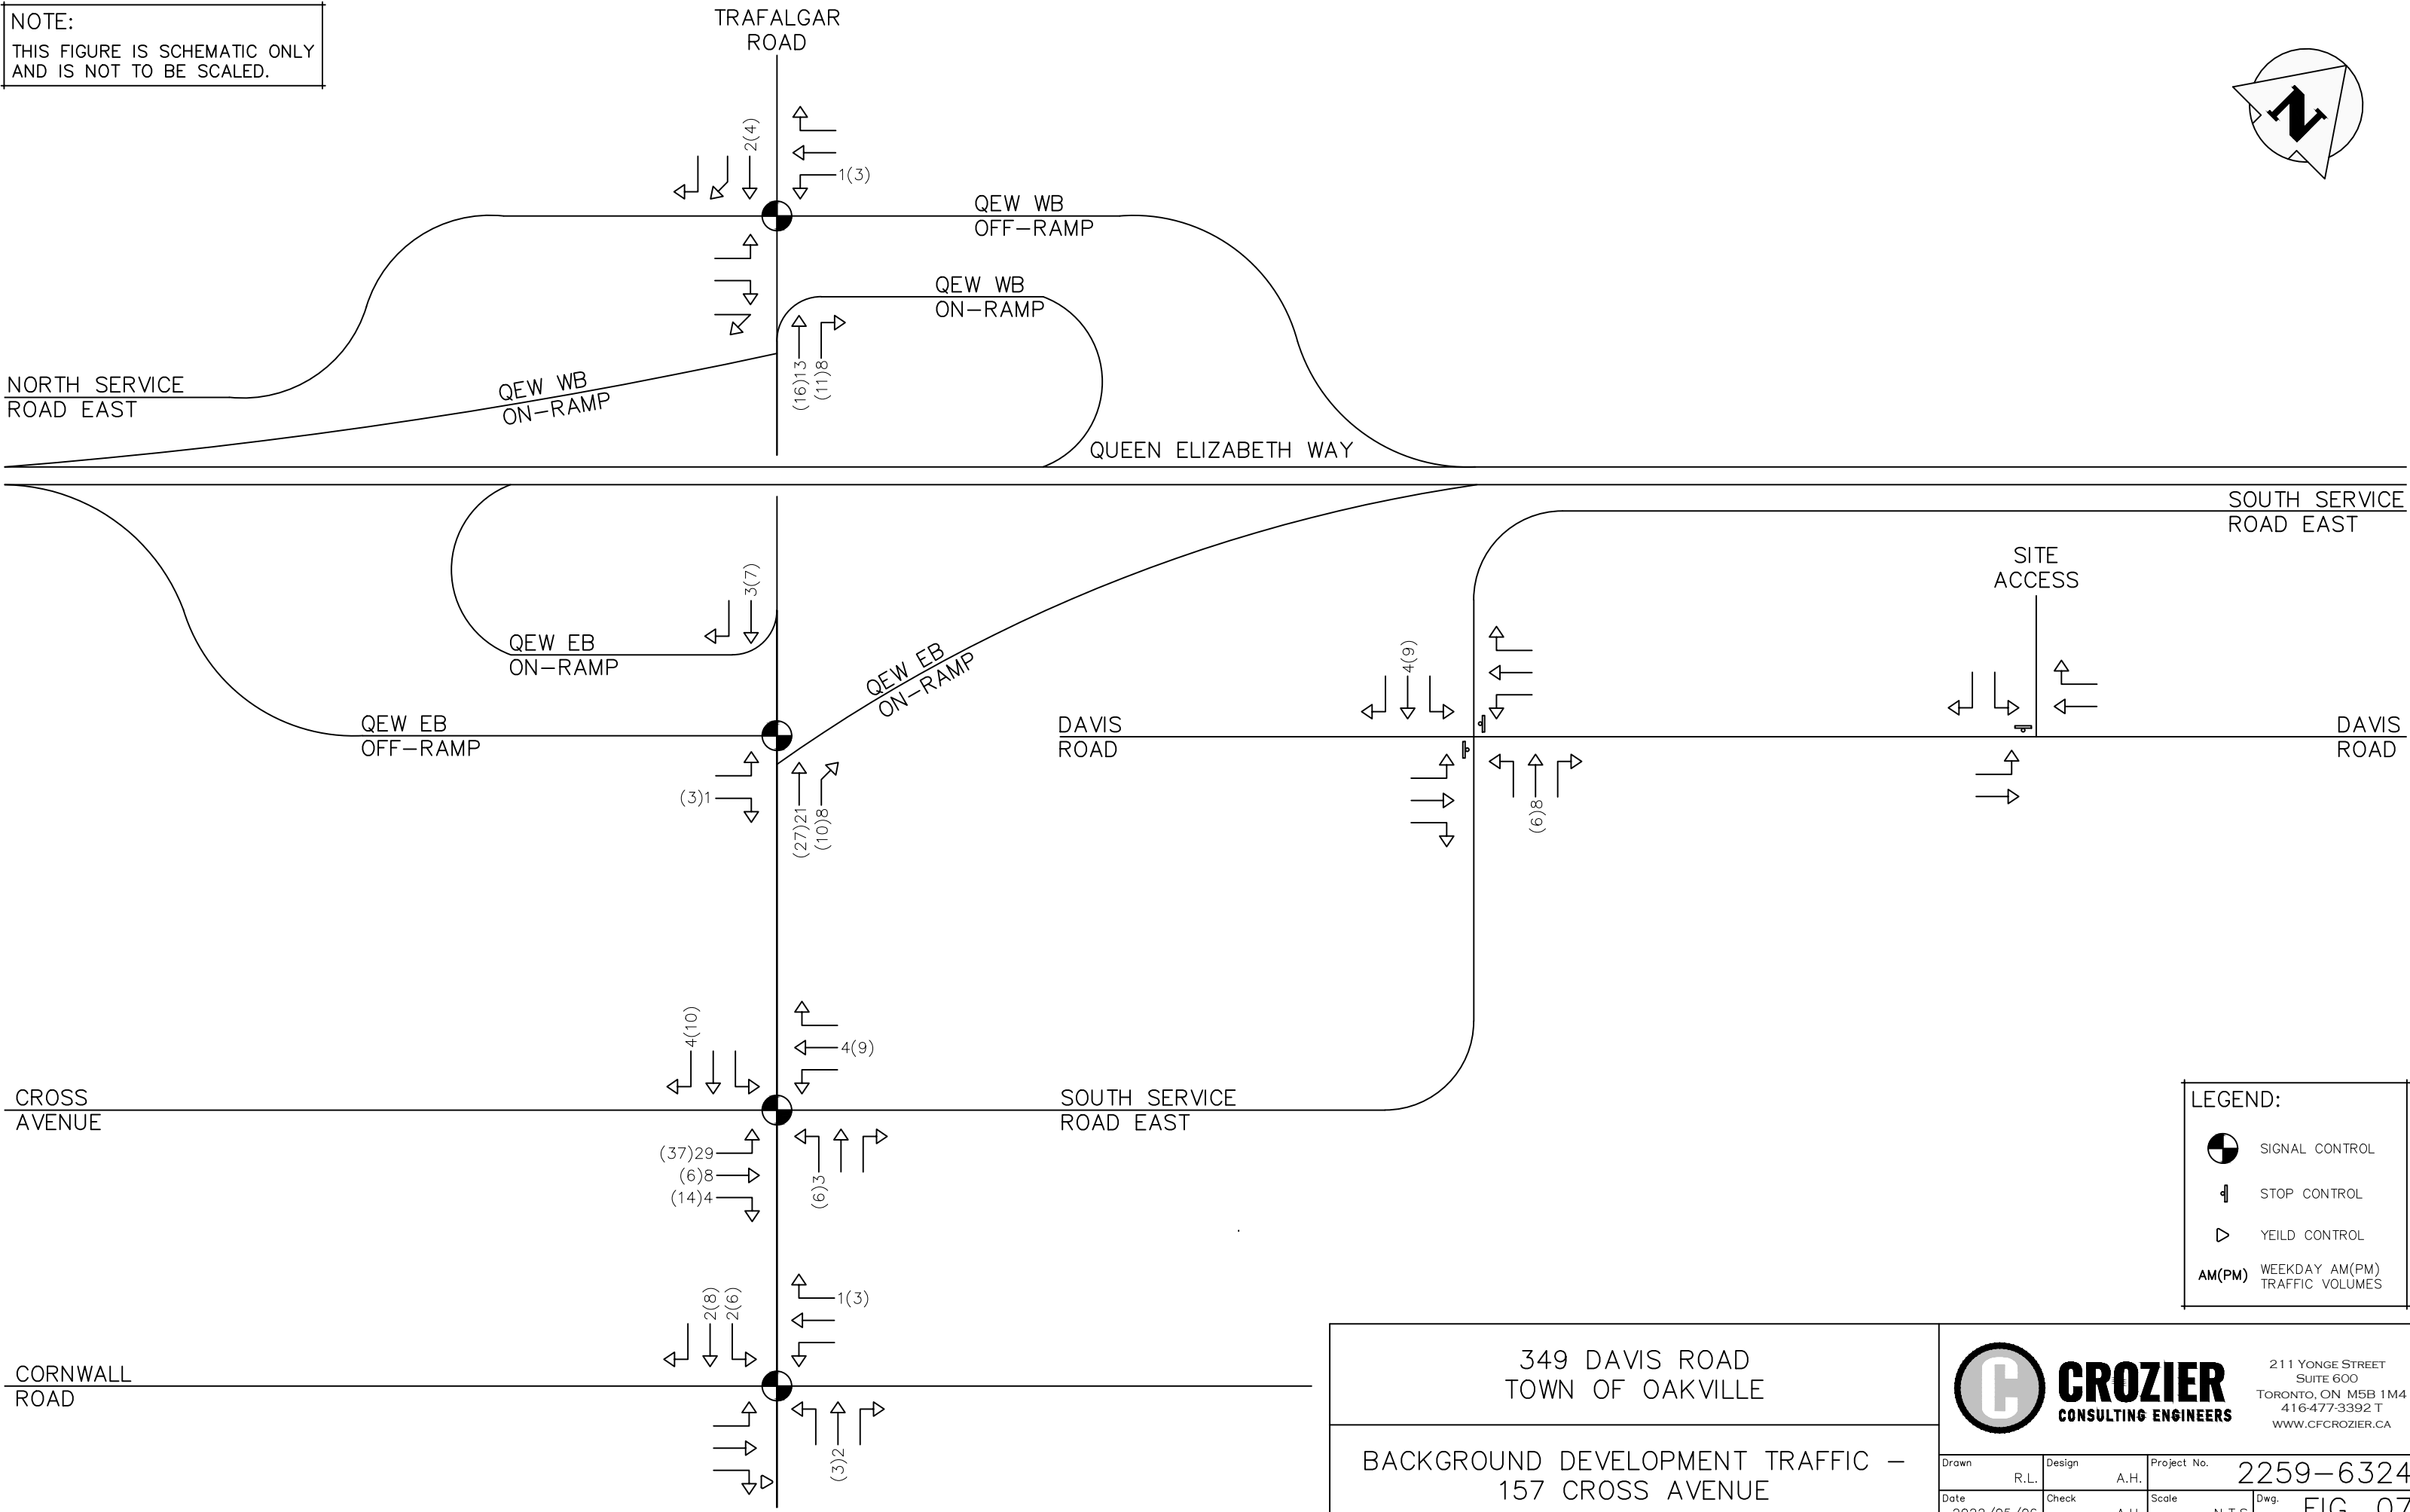 NOTE:
THIS FIGURE IS SCHEMATIC ONLY
AND IS NOT TO BE SCALED.
TRAFALGAR
ROAD
N
2(4)
1(3)
QEW WB
OFF-RAMP
QEW WB
ON-RAMP
(16)13
(11)8
NORTH SERVICE
ROAD EAST
QEW WB
ON-RAMP
QUEEN ELIZABETH WAY
SOUTH SERVICE
ROAD EAST
SITE
ACCESS
3(7)
QEW EB
ON-RAMP
QEW EB
ON-RAMP
4(9)
QEW EB
OFF-RAMP
DAVIS
ROAD
DAVIS
ROAD
(3)1
(27)21
(10)8
(6)8
4(10)
4(9)
CROSS
AVENUE
SOUTH SERVICE
ROAD EAST
(37)29
(6)8
(14)4
(6)3
2(8)
2(6)
1(3)
CORNWALL
ROAD
(3)2
LEGEND:
SIGNAL CONTROL
STOP CONTROL
YEILD CONTROL
AM(PM) WEEKDAY AM(PM)
TRAFFIC VOLUMES
349 DAVIS ROAD
TOWN OF OAKVILLE
BACKGROUND DEVELOPMENT TRAFFIC -
157 CROSS AVENUE
C
CROZIER
CONSULTING ENGINEERS
211 YONGE STREET
SUITE 600
TORONTO, ON M5B 1M4
416-477-3392 T
WWW.CFCROZIER.CA
Drawn R.L. Design A.H. Project No. 2259-6324
Date Check Scale Dwg. FIG. 07